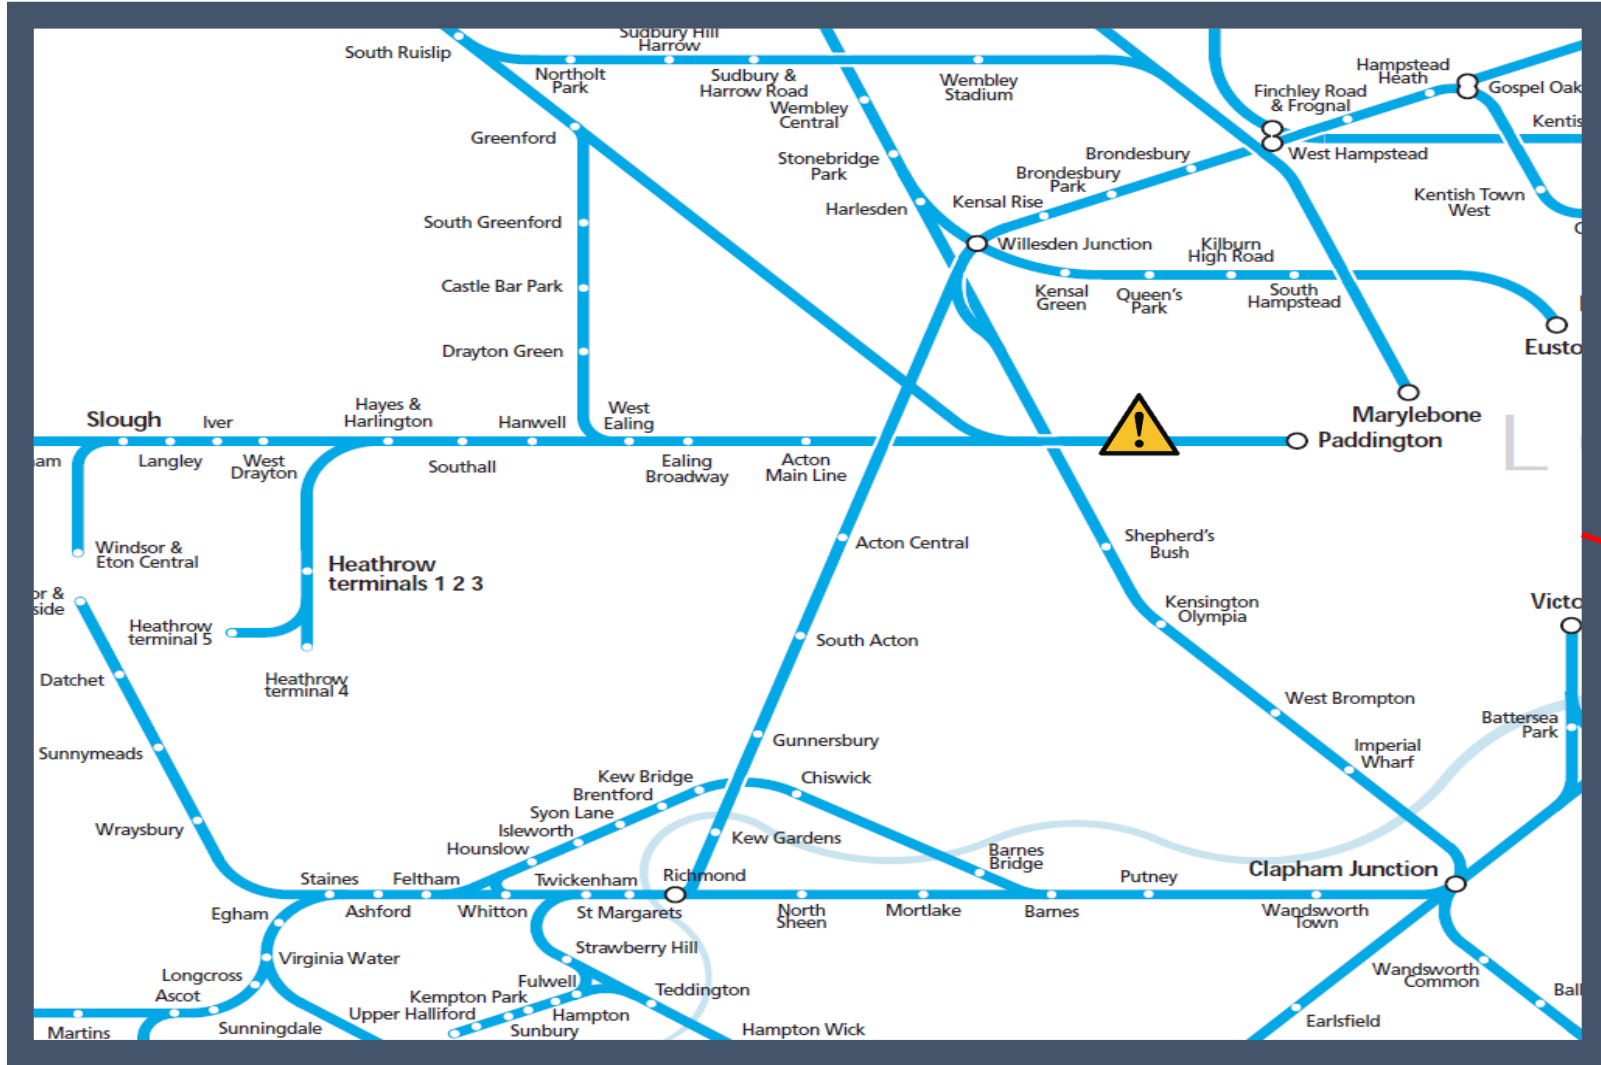 Sudbury Hill
Harrow
South Ruislip
Northolt
Park
Sudbury &
Harrow Road
Wembley
Central
Wembley
Stadium
Hampstead
Heath
Gospel Oak
Finchley Road
& Frognal
Kentis
Greenford
Stonebridge
Park
Brondesbury
West Hampstead
Brondesbury
Park
Kentish Town
West
Harlesden
Kensal Rise
South Greenford
C
Willesden Junction
Kilburn
High Road
Castle Bar Park
Kensal
Green
Queen's
Park
South
Hampstead
Eusto
Drayton Green
Slough
Iver
Hayes &
Harlington
Hanwell
West
Ealing
!
Marylebone
Paddington
L
am
Langley
West
Drayton
Southall
Ealing
Broadway
Acton
Main Line
Windsor &
Eton Central
Acton Central
Shepherd's
Bush
Heathrow
terminals 1 2 3
or &
side
Heathrow
terminal 5
Kensington
Olympia
Victo
South Acton
Datchet
Heathrow
terminal 4
West Brompton
Battersea
Park
Sunnymeads
Gunnersbury
Imperial
Wharf
Kew Bridge
Chiswick
Brentford
Syon Lane
Isleworth
Wraysbury
Hounslow
Kew Gardens
Barnes
Bridge
Clapham Junction
Staines
Feltham
Twickenham
Richmond
Putney
Egham
Ashford
Whitton
St Margarets
North
Sheen
Mortlake
Barnes
Wandsworth
Town
Strawberry Hill
Virginia Water
Longcross
Fulwell
Wandsworth
Common
Ascot
Kempton Park
Teddington
Ball
Upper Halliford
Hampton
Martins
Sunningdale
Sunbury
Hampton Wick
Earlsfield